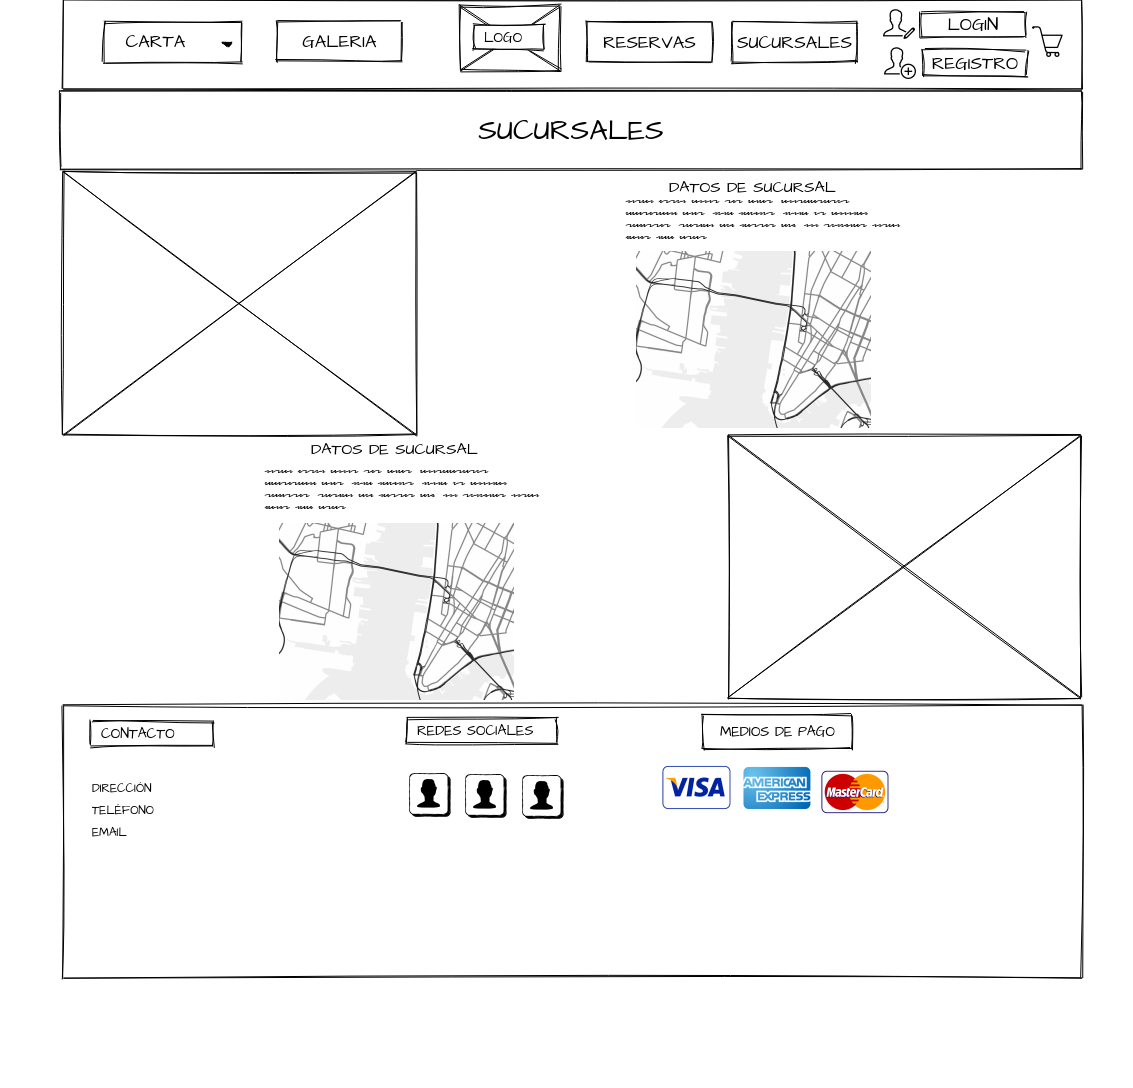 CARTA
GALERIA
LOGO
RESERVAS
SUCURSALES
LOGIN
REGISTRO
SUCURSALES
DATOS DE SUCURSAL
DATOS DE SUCURSAL
CONTACTO
REDES SOCIALES
MEDIOS DE PAGO
DIRECCIÓN
TELÉFONO
EMAIL
VISA
AMERICAN
EXPRESS
MasterCard